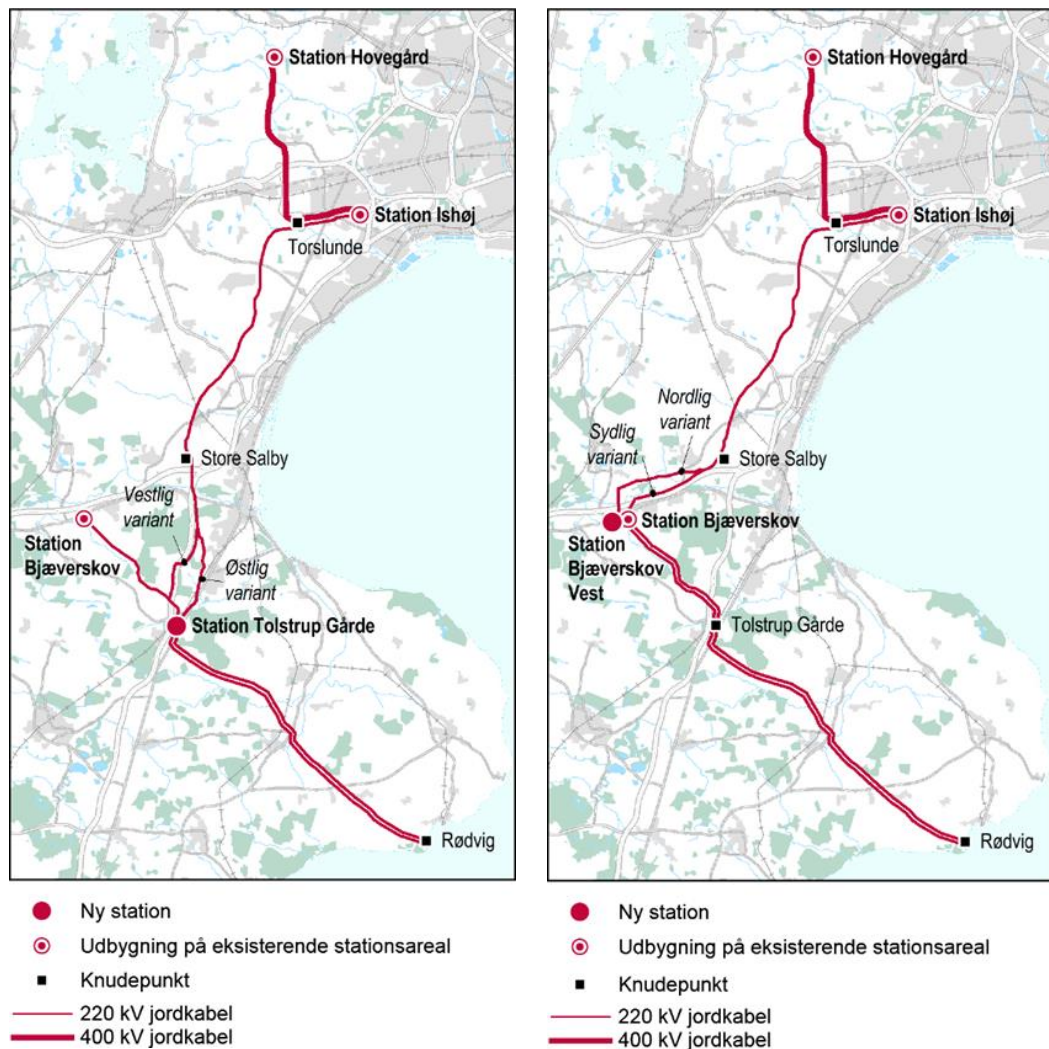 Station Hovegård
Station Ishøj
Torslunde
Store Salby
Vestlig
variant
Station
Bjæverskov
Østlig
variant
Station Tolstrup Gårde
Rødvig
Ny station
Udbygning på eksisterende stationsareal
Knudepunkt
220 kV jordkabel
400 kV jordkabel
Station Hovegård
Station Ishøj
Torslunde
Nordlig
variant
Sydlig
variant
Store Salby
Station Bjæverskov
Station
Bjæverskov
Vest
Tolstrup Gårde
Rødvig
Ny station
Udbygning på eksisterende stationsareal
Knudepunkt
220 kV jordkabel
400 kV jordkabel